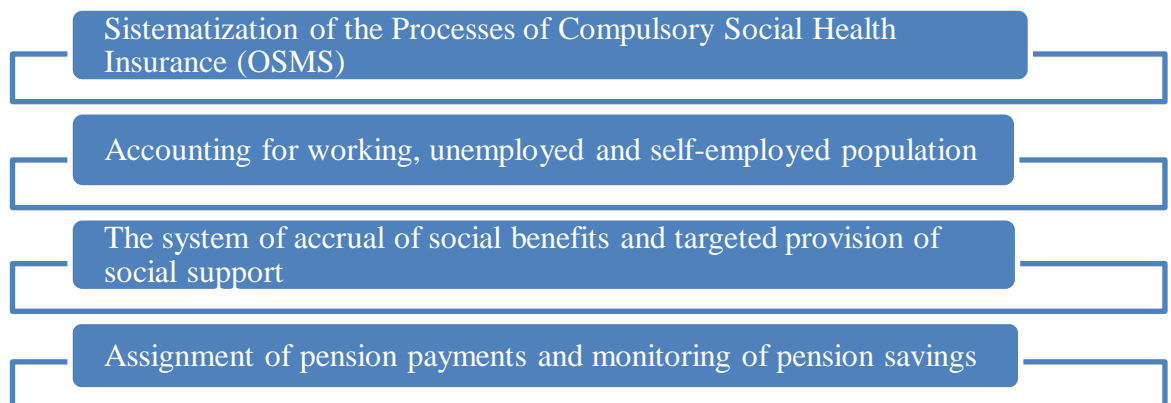 Sistematization of the Processes of Compulsory Social Health
Insurance (OSMS)
Accounting for working, unemployed and self-employed population
The system of accrual of social benefits and targeted provision of
social support
Assignment of pension payments and monitoring of pension savings